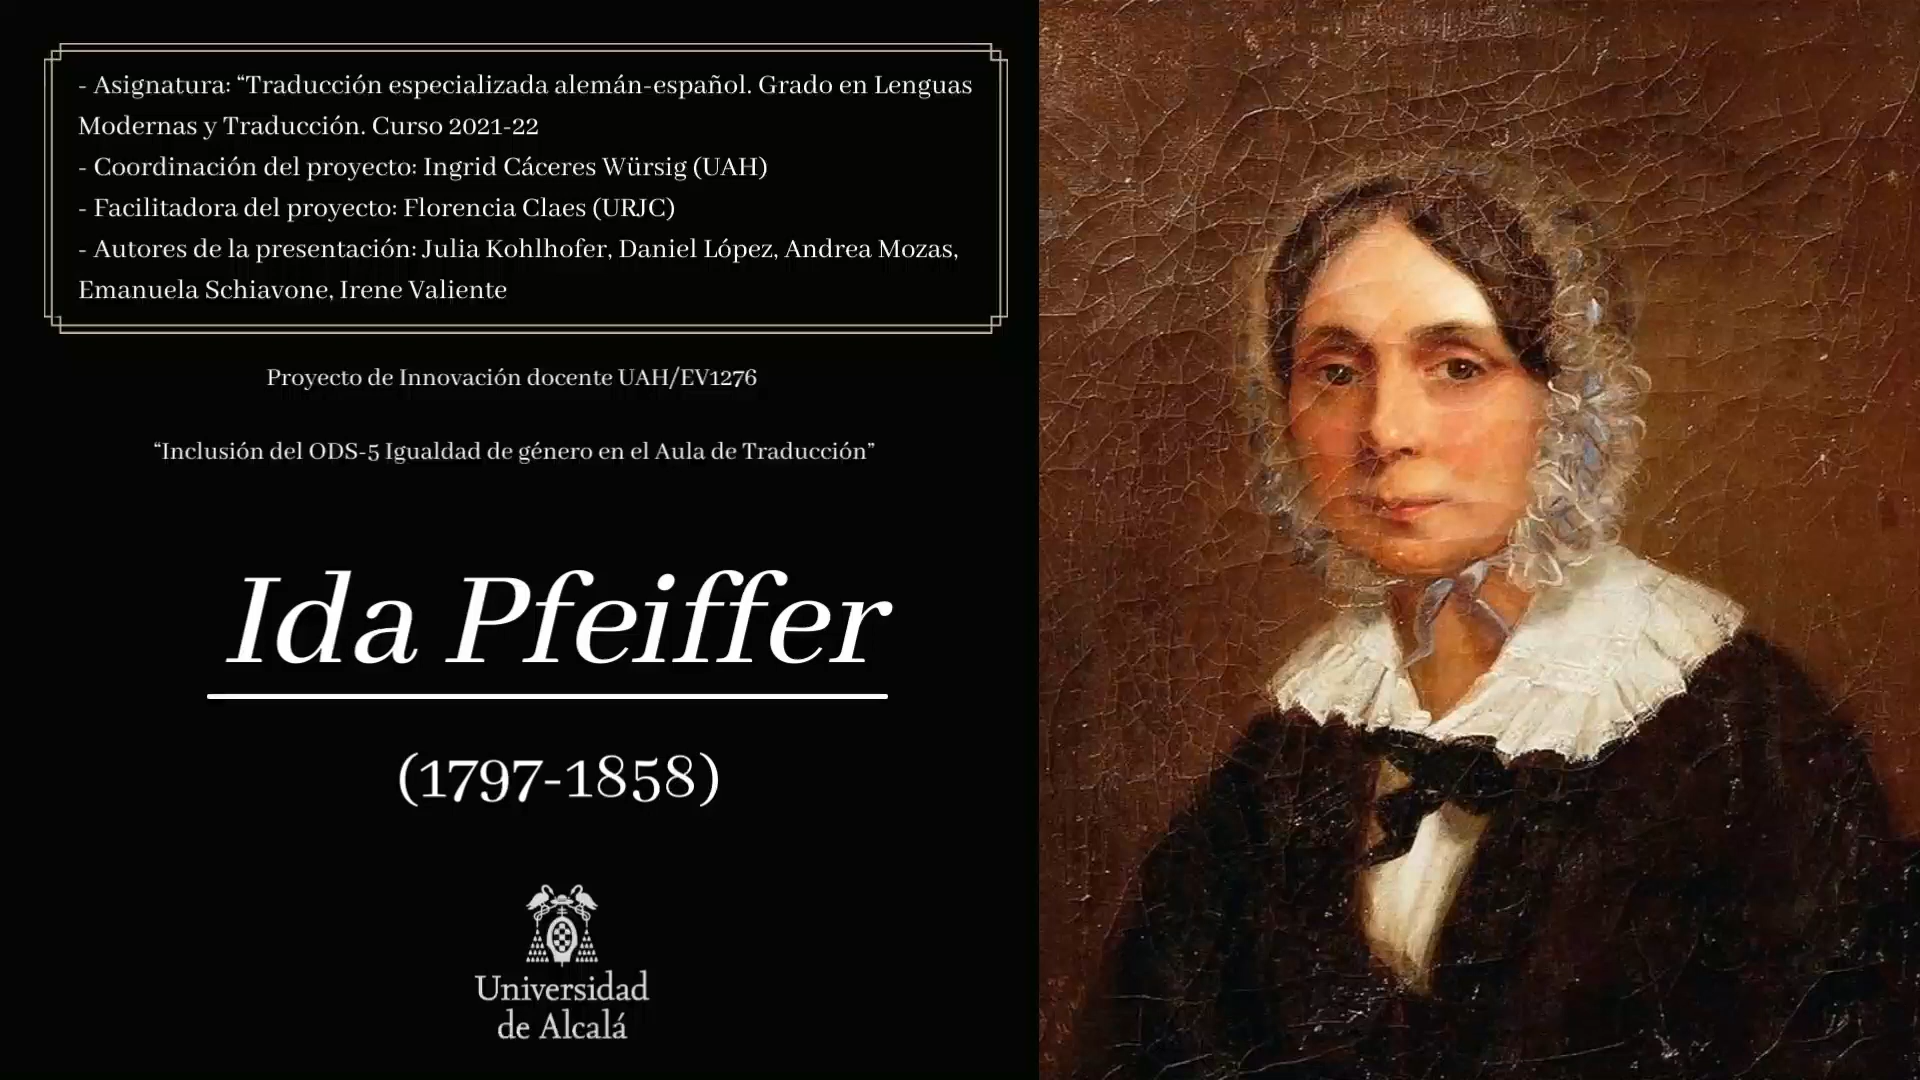 - Asignatura: “Traducción especializada alemán-español. Grado en Lenguas
Modernas y Traducción. Curso 2021-22
- Coordinación del proyecto: Ingrid Cáceres Würsig (UAH)
- Facilitadora del proyecto: Florencia Claes (URJC)
- Autores de la presentación: Julia Kohlhofer, Daniel López, Andrea Mozas,
Emanuela Schiavone, Irene Valiente
Proyecto de Innovación docente UAH/EV1276
“Inclusión del ODS-5 Igualdad de género en el Aula de Traducción”
Ida Pfeiffer
(1797-1858)
Universidad
de Alcalá